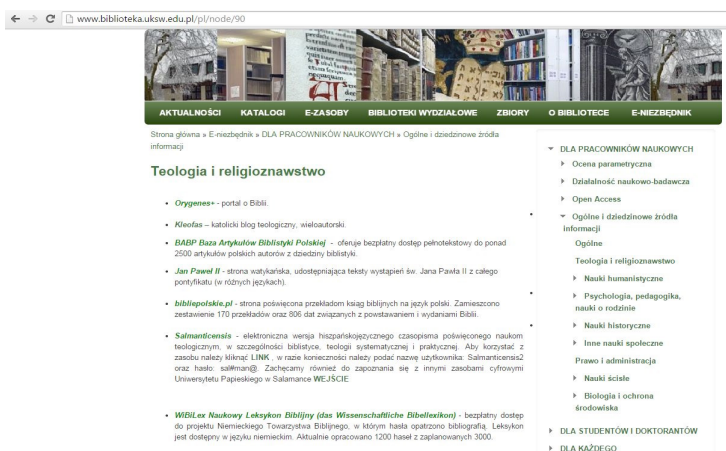 www.biblioteka.uksw.edu.pl/pl/node/90
AKTUALNOŚCI KATALOGI E-ZASOBY BIBLIOTEKI WYDZIAŁOWE ZBIORY O BIBLIOTECE E-NIEZBĘDNIK
Strona główna » E-niezbędnik » DLA PRACOWNIKÓW NAUKOWYCH » Ogólne i dziedzinowe źródła
informacji
Teologia i religioznawstwo
• Orygenes+ - portal o Biblii.
• Kleofas – katolicki blog teologiczny, wieloautorski.
• BABP Baza Artykułów Biblistyki Polskiej - oferuje bezpłatny dostęp pełnotekstowy do ponad
2500 artykułów polskich autorów z dziedziny biblistyki.
• Jan Paweł II - strona watykańska, udostępniająca teksty wystąpień św. Jana Pawła II z całego
pontyfikatu (w różnych językach).
• bibliepolskie.pl - strona poświęcona przekładom ksiąg biblijnych na język polski. Zamieszono
zestawienie 170 przekładów oraz 806 dat związanych z powstawaniem i wydaniami Biblii.
• Salmanticensis - elektroniczna wersja hiszpańskojęzycznego czasopisma poświęconego naukom
teologicznym, w szczególności biblistyce, teologii systematycznej i praktycznej. Aby korzystać z
zasobu należy kliknąć LINK , w razie konieczności należy podać nazwę użytkownika: Salmanticensis2
oraz hasło: sal#man@. Zachęcamy również do zapoznania się z innymi zasobami cyfrowymi
Uniwersytetu Papieskiego w Salamance WEJŚCIE
• WiBiLex Naukowy Leksykon Biblijny (das Wissenschaftliche Bibellexikon) - bezpłatny dostęp
do projektu Niemieckiego Towarzystwa Biblijnego, w którym hasła opatrzono bibliografią. Leksykon
jest dostępny w języku niemieckim. Aktualnie opracowano 1200 haseł z zaplanowanych 3000.
DLA PRACOWNIKÓW NAUKOWYCH
Ocena parametryczna
Działalność naukowo-badawcza
Open Access
Ogólne i dziedzinowe źródła
informacji
Ogólne
Teologia i religioznawstwo
Nauki humanistyczne
Psychologia, pedagogika,
nauki o rodzinie
Nauki historyczne
Inne nauki społeczne
Prawo i administracja
Nauki ścisłe
Biologia i ochrona
środowiska
DLA STUDENTÓW I DOKTORANTÓW
DLA KAŻDEGO